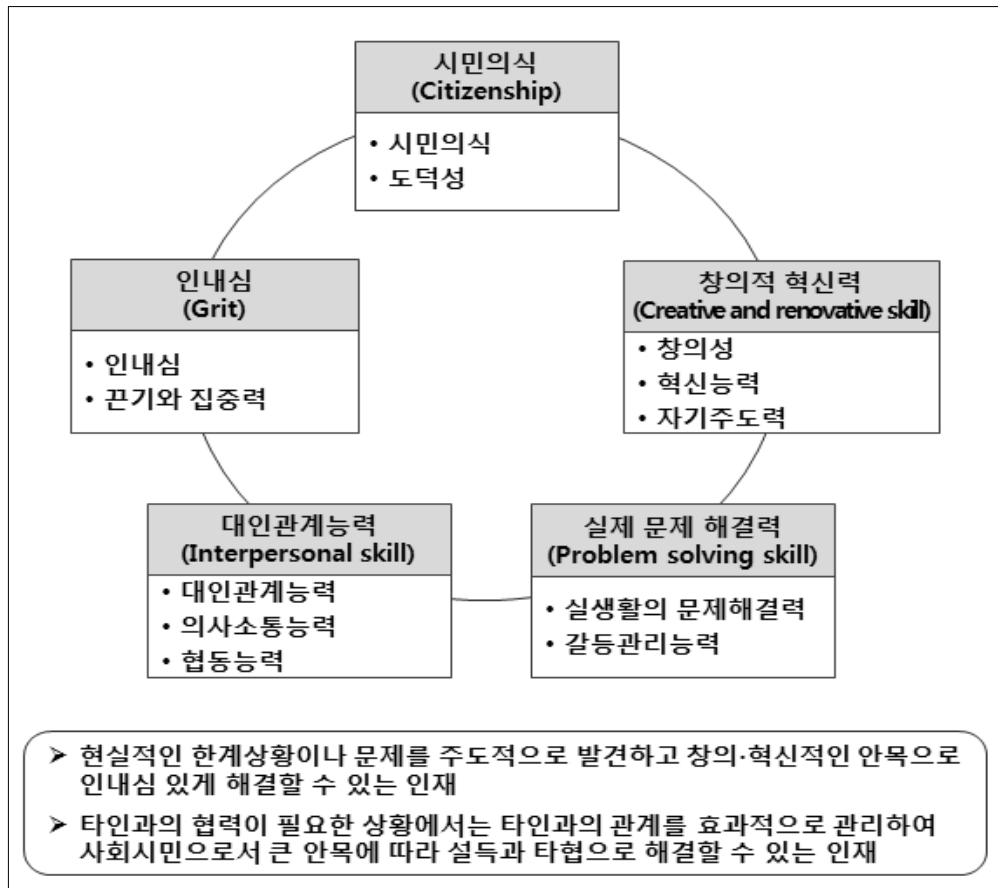 시민의식
(Citizenship)
• 시민의식
• 도덕성
인내심
(Grit)
• 인내심
• 끈기와 집중력
창의적 혁신력
(Creative and renovative skill)
• 창의성
• 혁신능력
• 자기주도력
대인관계능력
(Interpersonal skill)
• 대인관계능력
• 의사소통능력
• 협동능력
실제 문제 해결력
(Problem solving skill)
• 실생활의 문제해결력
• 갈등관리능력
➢ 현실적인 한계상황이나 문제를 주도적으로 발견하고 창의·혁신적인 안목으로
인내심 있게 해결할 수 있는 인재
➢ 타인과의 협력이 필요한 상황에서는 타인과의 관계를 효과적으로 관리하여
사회시민으로서 큰 안목에 따라 설득과 타협으로 해결할 수 있는 인재